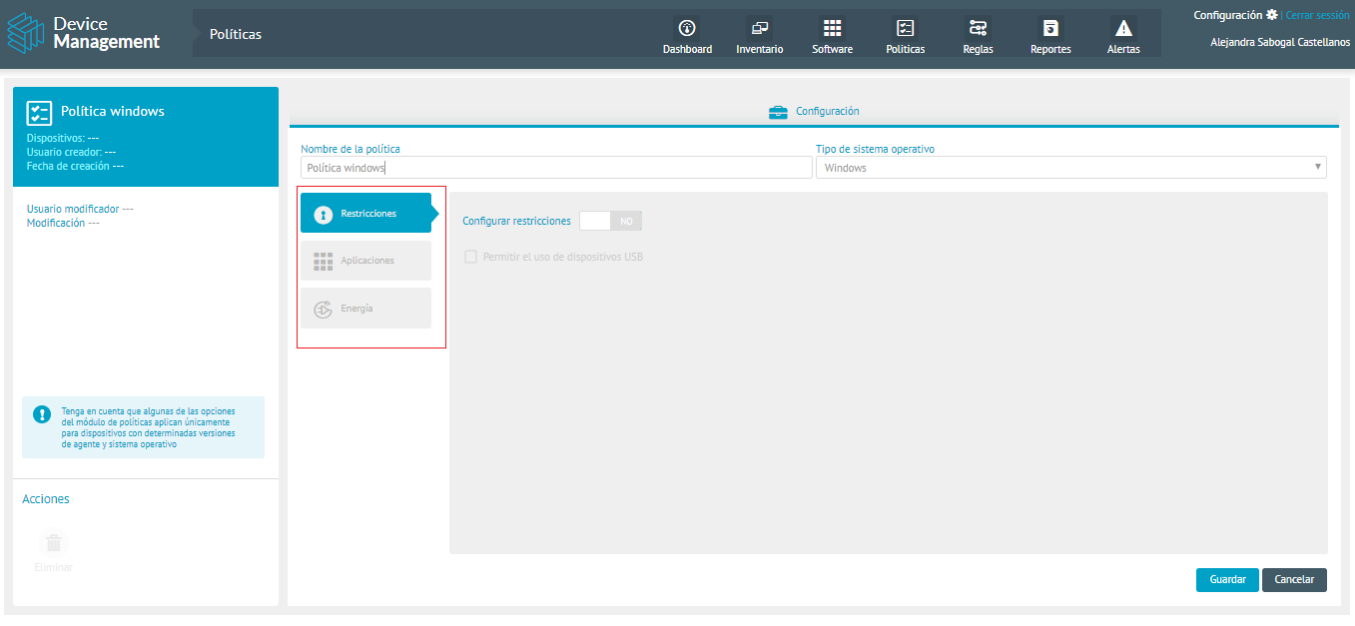 Device
Management
Políticas
Dashboard
Inventario
Software
Políticas
Reglas
Reportes
Alertas
Configuración | Cerrar sessión
Alejandra Sabogal Castellanos
Política windows
Dispositivos: ---
Usuario creador: ---
Fecha de creación ---
Usuario modificador ---
Modificación ---
Tenga en cuenta que algunas de las opciones
del módulo de políticas aplican únicamente
para dispositivos con determinadas versiones
de agente y sistema operativo
Acciones
Eliminar
Configuración
Nombre de la política
Política windows
Tipo de sistema operativo
Windows
Restricciones
Aplicaciones
Energía
Configurar restricciones
NO
Permitir el uso de dispositivos USB
Guardar
Cancelar